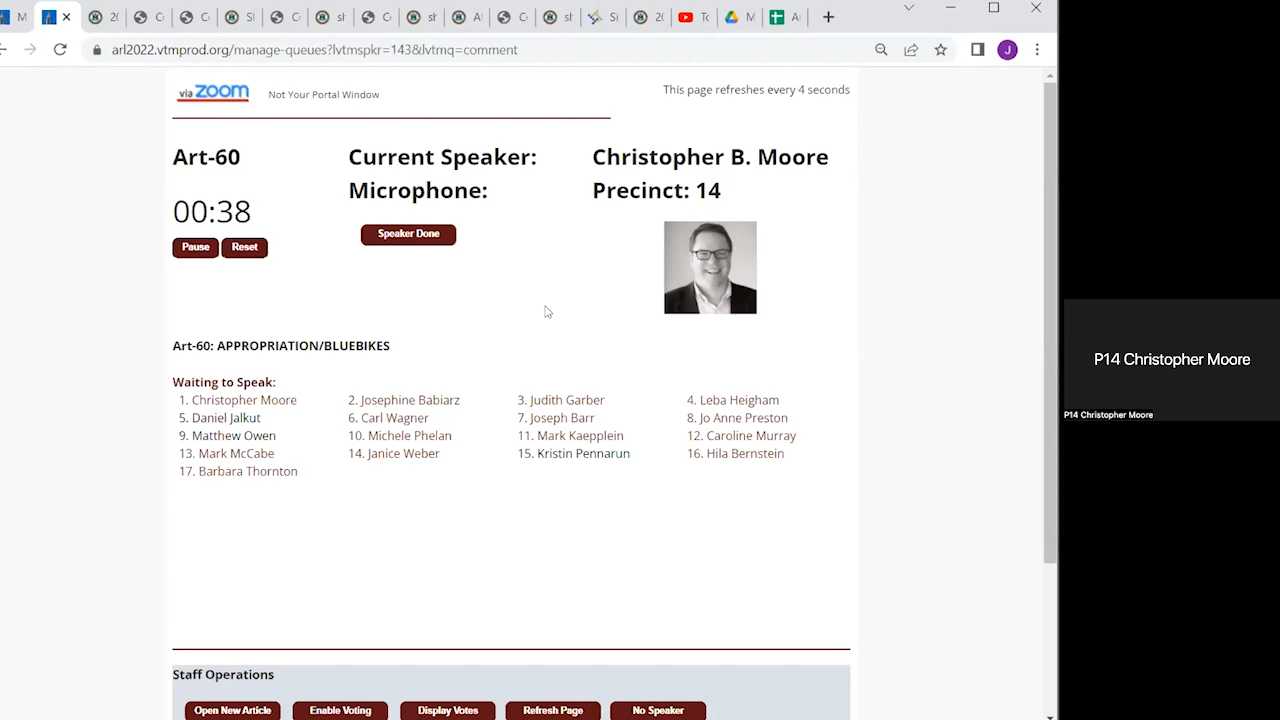 arl2022.vtmprod.org/manage-queues?lvtmspkr=143&lvtmq=comment
J
via zoom
Not Your Portal Window
This page refreshes every 4 seconds
Art-60
Current Speaker:
Christopher B. Moore
Microphone:
Precinct: 14
00:38
Pause
Reset
Speaker Done
Art-60: APPROPRIATION/BLUEBIKES
Waiting to Speak:
1. Christopher Moore
2. Josephine Babiarz
3. Judith Garber
4. Leba Heigham
5. Daniel Jalkut
6. Carl Wagner
7. Joseph Barr
8. Jo Anne Preston
9. Matthew Owen
10. Michele Phelan
11. Mark Kaepplein
12. Caroline Murray
13. Mark McCabe
14. Janice Weber
15. Kristin Pennarun
16. Hila Bernstein
17. Barbara Thornton
Staff Operations
Open New Article
Enable Voting
Display Votes
Refresh Page
No Speaker
P14 Christopher Moore
P14 Christopher Moore